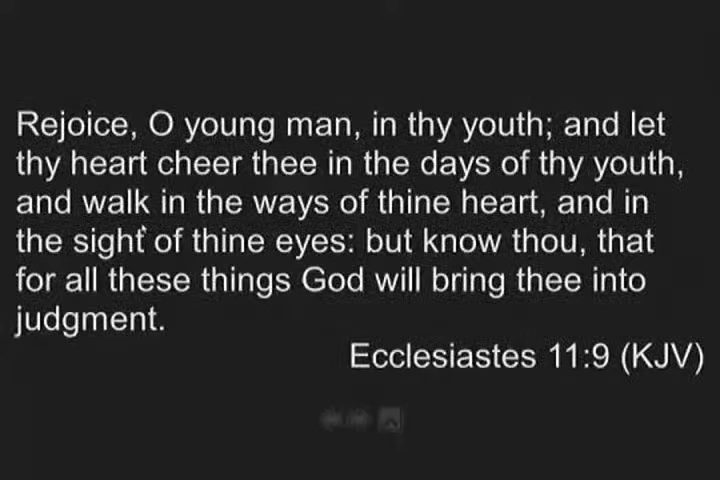 Rejoice, O young man, in thy youth; and let
thy heart cheer thee in the days of thy youth,
and walk in the ways of thine heart, and in
the sight of thine eyes: but know thou, that
for all these things God will bring thee into
judgment.
Ecclesiastes 11:9 (KJV)